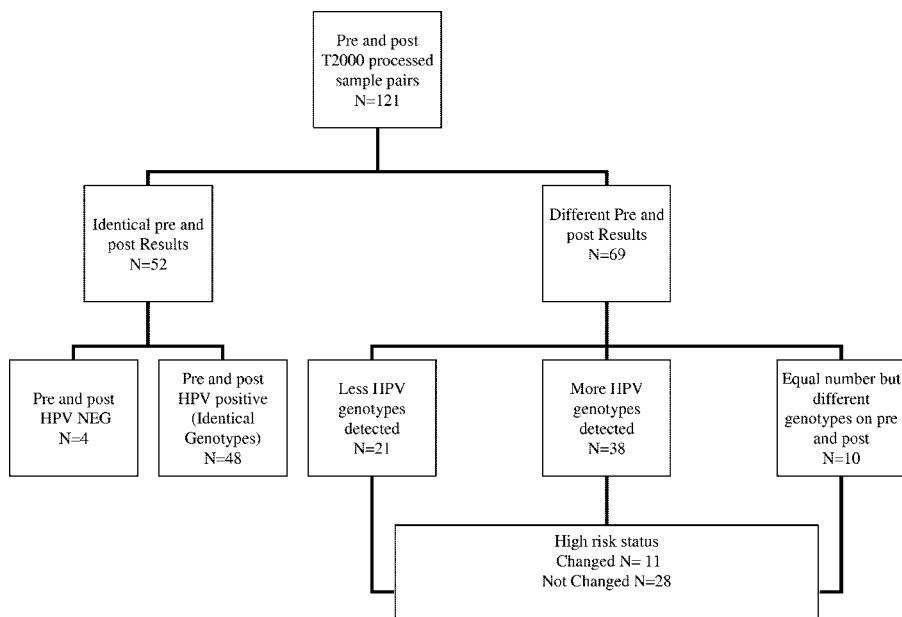 Pre and post
T2000 processed
sample pairs
N=121
Identical pre and
post Results
N=52
Different Pre and
post Results
N=69
Pre and post
HPV NEG
N=4
Pre and post
HPV positive
(Identical
Genotypes)
N=48
Less HPV
genotypes
detected
N=21
More HPV
genotypes
detected
N=38
Equal number but
different
genotypes on pre
and post
N=10
High risk status
Changed N= 11
Not Changed N=28